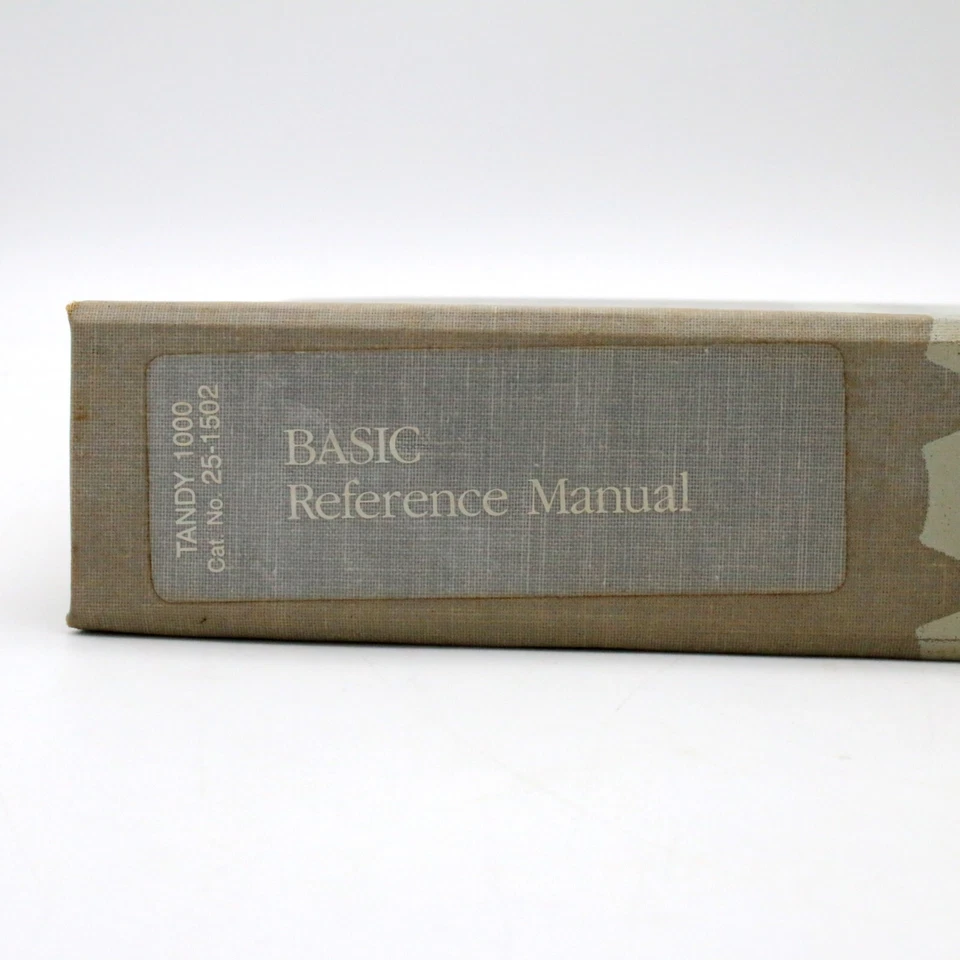 TANDY 1000
Cat. No. 25-1502
BASIC
Reference Manual